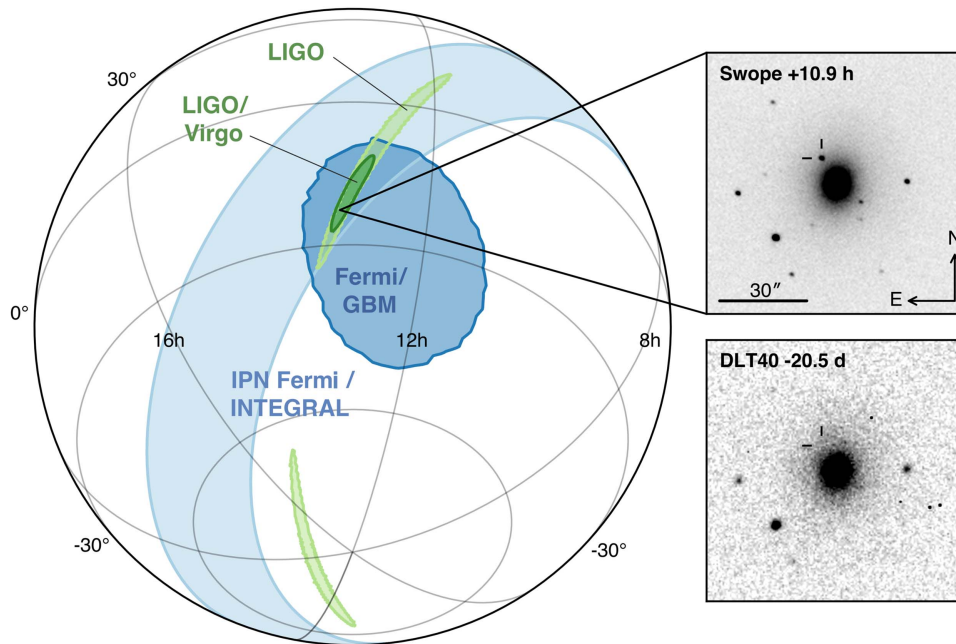 LIGO
LIGO/
Virgo
Fermi/
GBM
IPN Fermi /
INTEGRAL
30°
0°
-30°
-30°
16h
12h
8h
Swope +10.9 h
30″
N
E
DLT40 -20.5 d